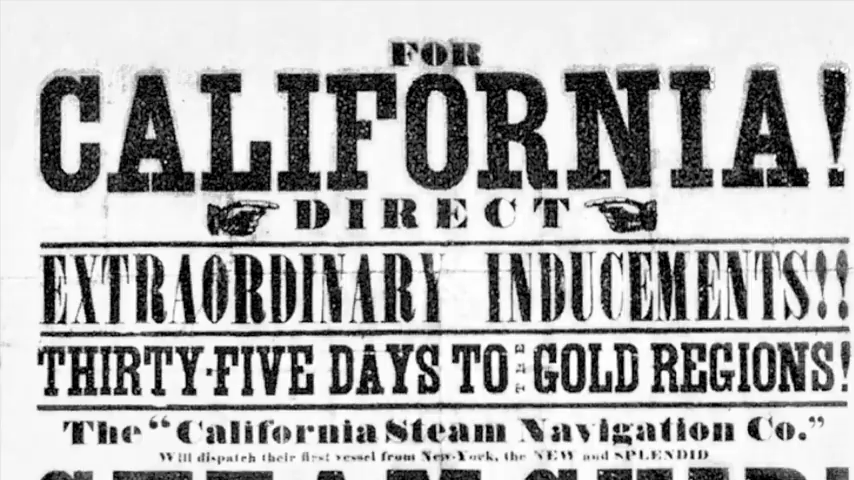 FOR
CALIFORNIA!
DIRECT
EXTRAORDINARY INDUCEMENTS!!
THIRTY-FIVE DAYS TO THE GOLD REGIONS!
The "California Steam Navigation Co."
Will dispatch their first vessel from New-York, the NEW and SPLENDID